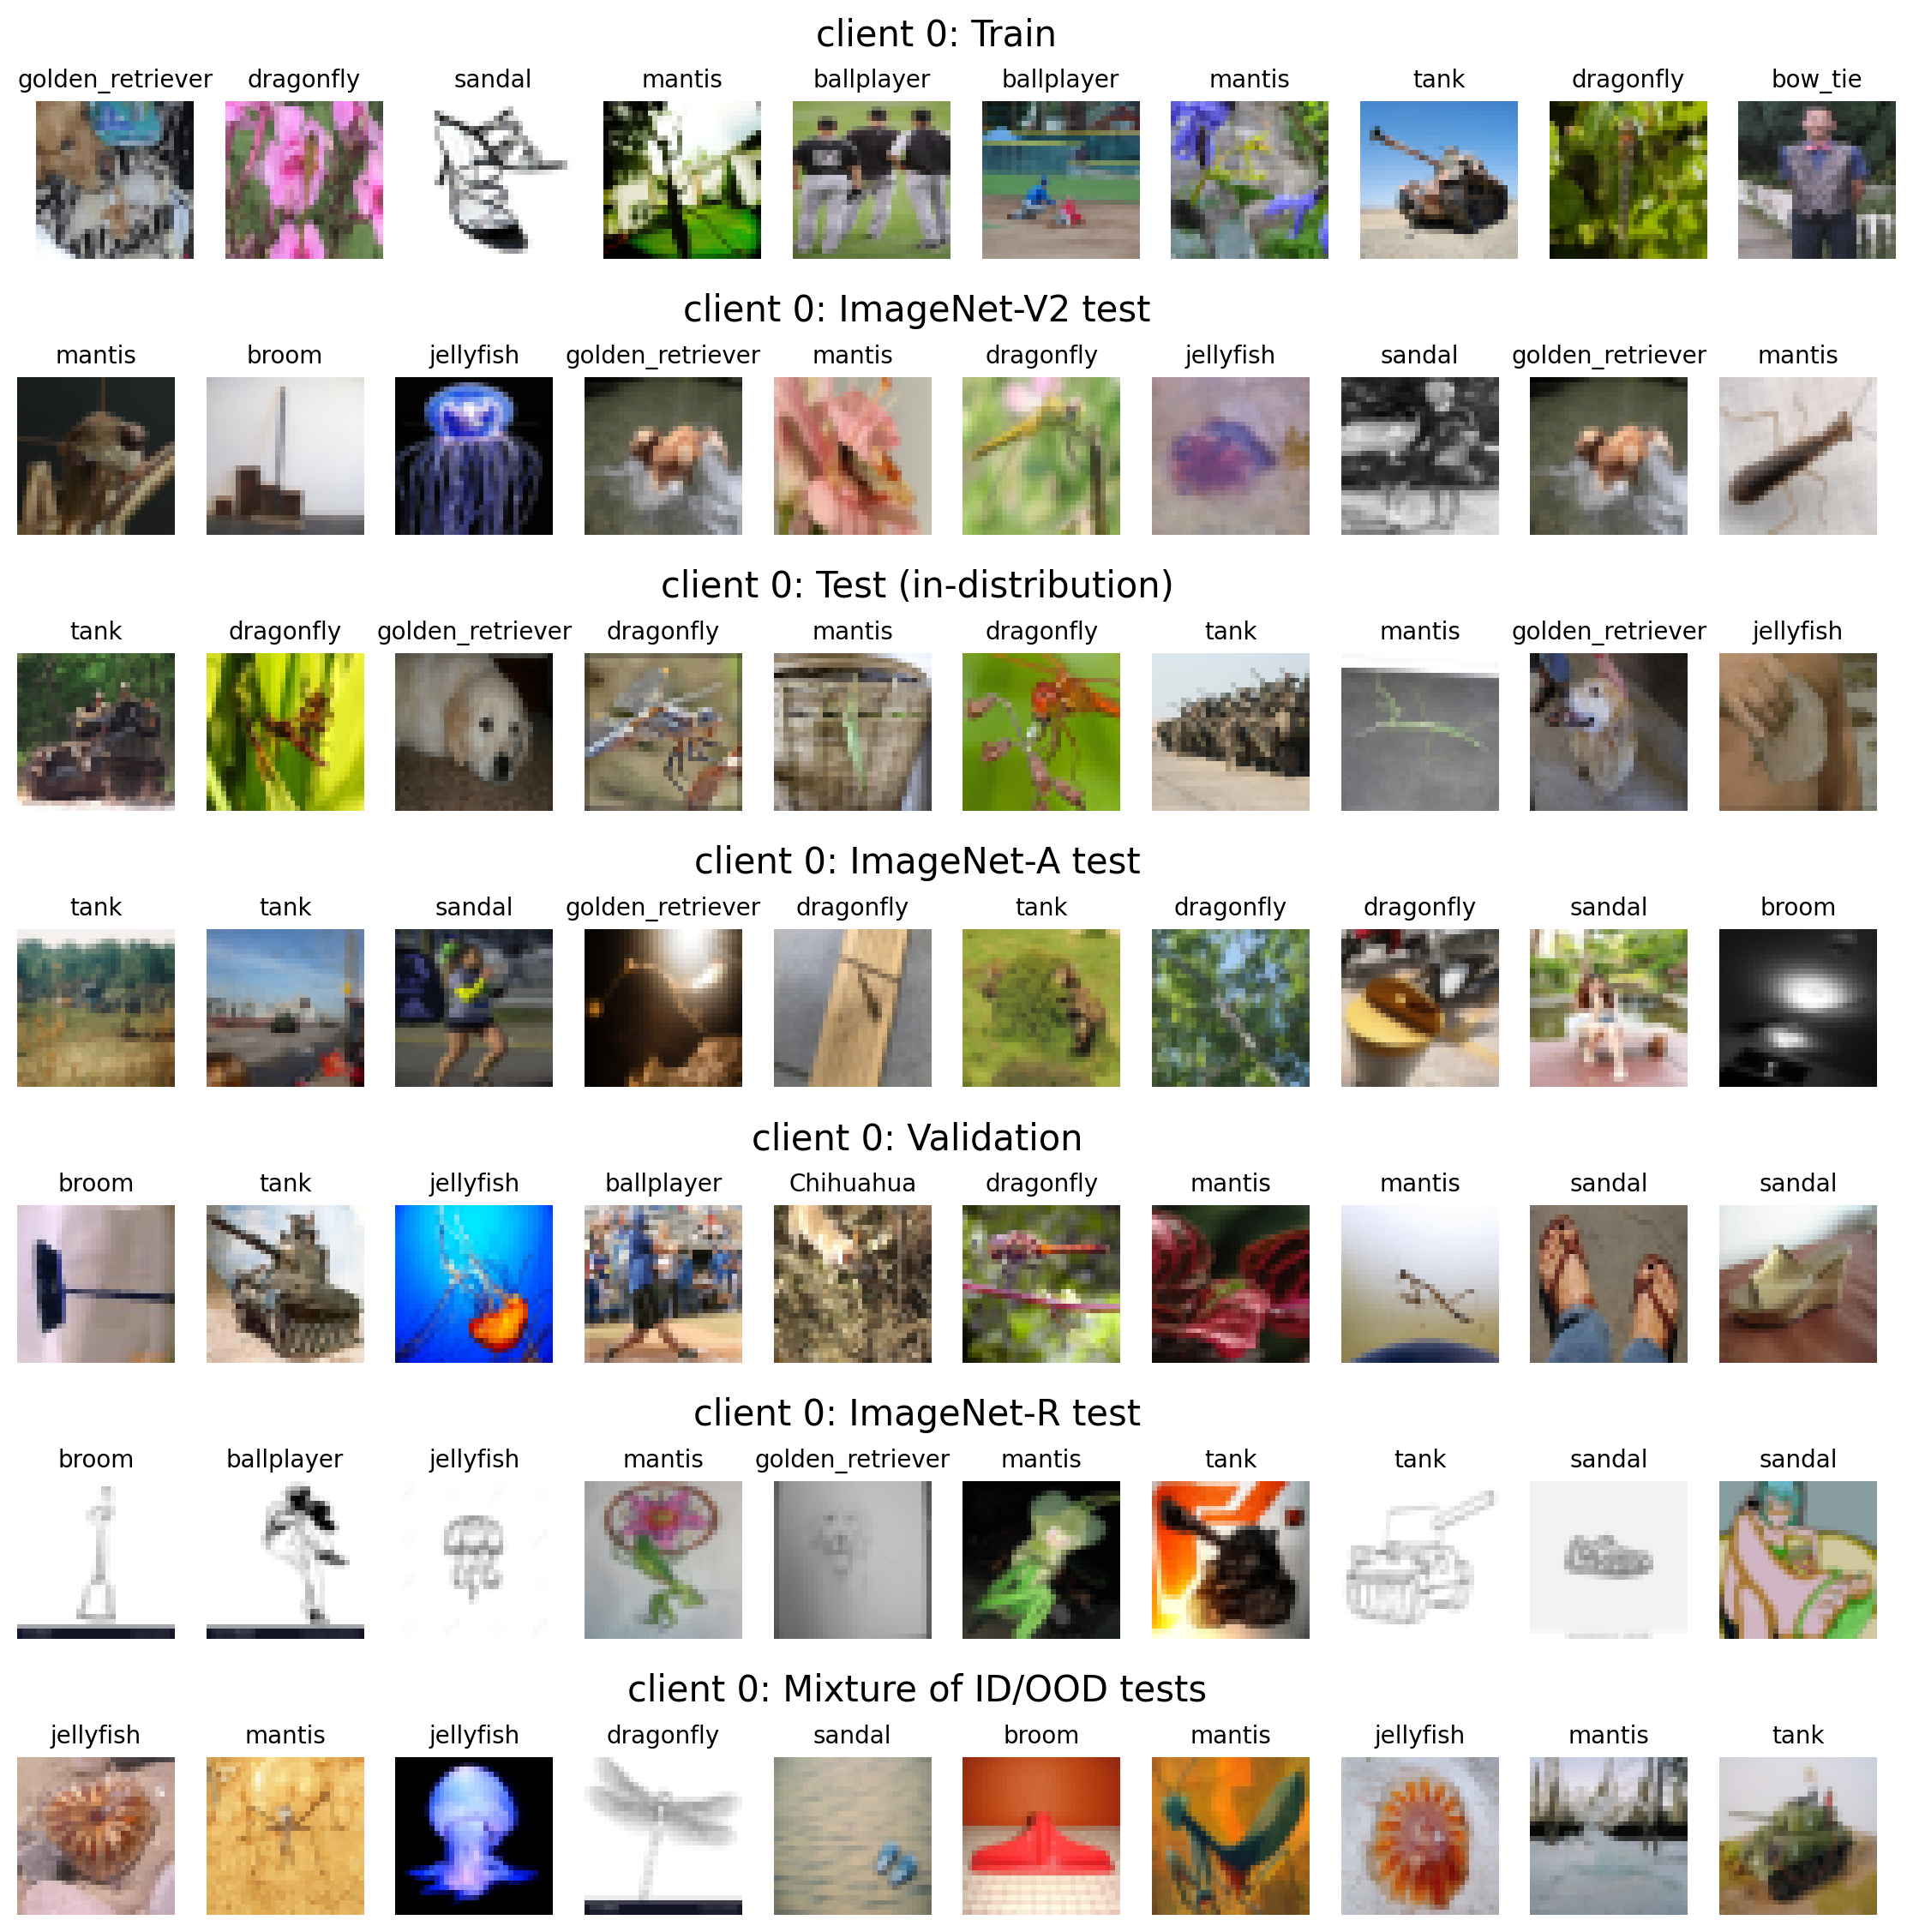 client 0: Train
golden_retriever dragonfly sandal mantis ballplayer ballplayer mantis tank dragonfly bow_tie
client 0: ImageNet-V2 test
mantis broom jellyfish golden_retriever mantis dragonfly jellyfish sandal golden_retriever mantis
client 0: Test (in-distribution)
tank dragonfly golden_retriever dragonfly mantis dragonfly tank mantis golden_retriever jellyfish
client 0: ImageNet-A test
tank tank sandal golden_retriever dragonfly tank dragonfly dragonfly sandal broom
client 0: Validation
broom tank jellyfish ballplayer Chihuahua dragonfly mantis mantis sandal sandal
client 0: ImageNet-R test
broom ballplayer jellyfish mantis golden_retriever mantis tank tank sandal sandal
client 0: Mixture of ID/OOD tests
jellyfish mantis jellyfish dragonfly sandal broom mantis jellyfish mantis tank